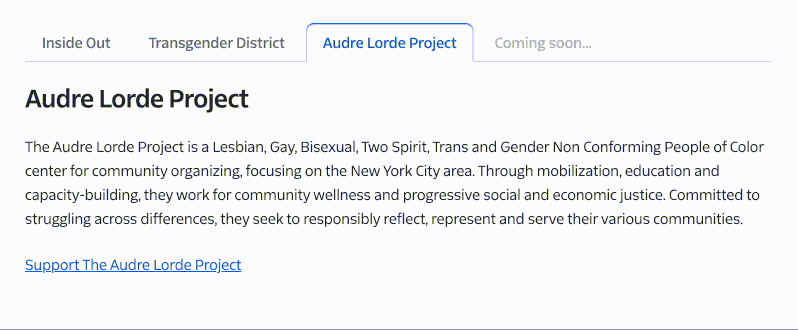 Inside Out Transgender District Audre Lorde Project Coming soon...
Audre Lorde Project
The Audre Lorde Project is a Lesbian, Gay, Bisexual, Two Spirit, Trans and Gender Non Conforming People of Color
center for community organizing, focusing on the New York City area. Through mobilization, education and
capacity-building, they work for community wellness and progressive social and economic justice. Committed to
struggling across differences, they seek to responsibly reflect, represent and serve their various communities.
Support The Audre Lorde Project